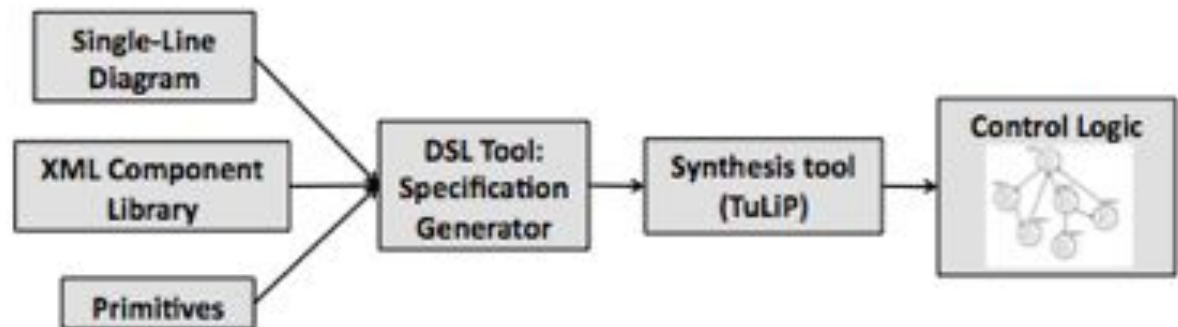 Single-Line
Diagram
XML Component
Library
Primitives
DSL Tool:
Specification
Generator
Synthesis tool
(TuLiP)
Control Logic